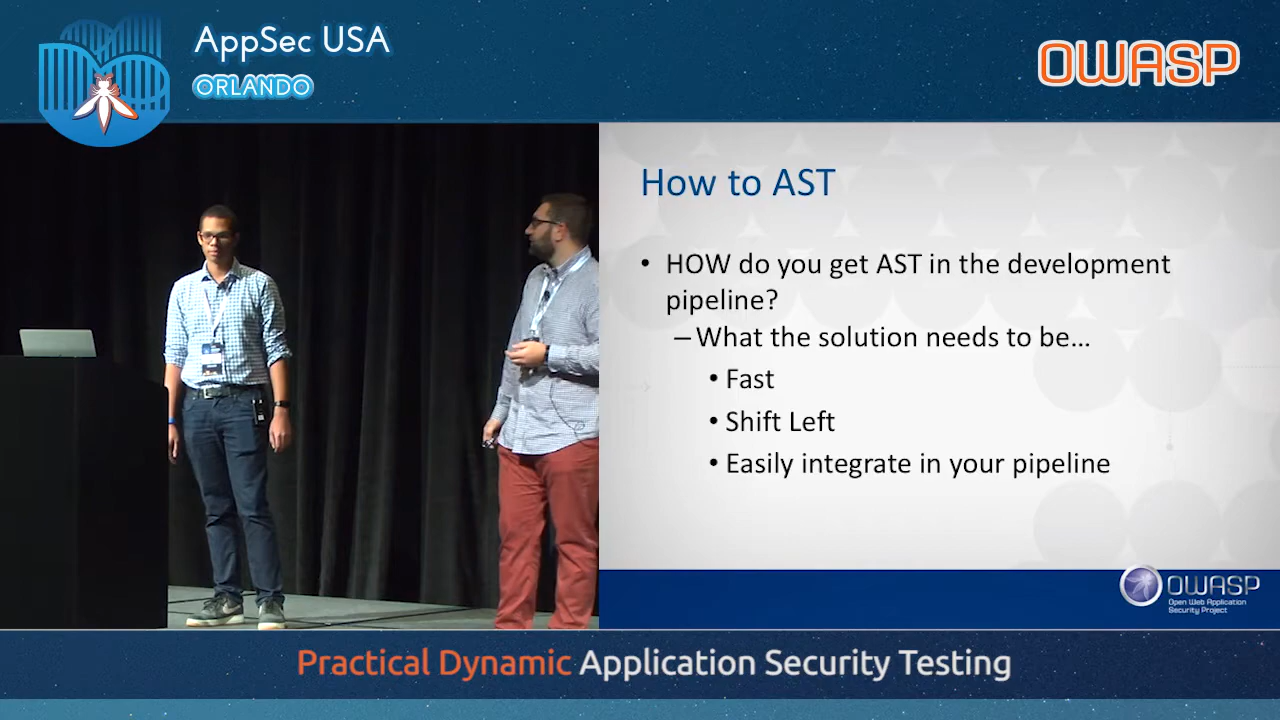 AppSec USA
ORLANDO
OWASP
How to AST
• HOW do you get AST in the development
pipeline?
– What the solution needs to be...
• Fast
• Shift Left
• Easily integrate in your pipeline
OWASP
Open Web Application
Security Project
Practical Dynamic Application Security Testing